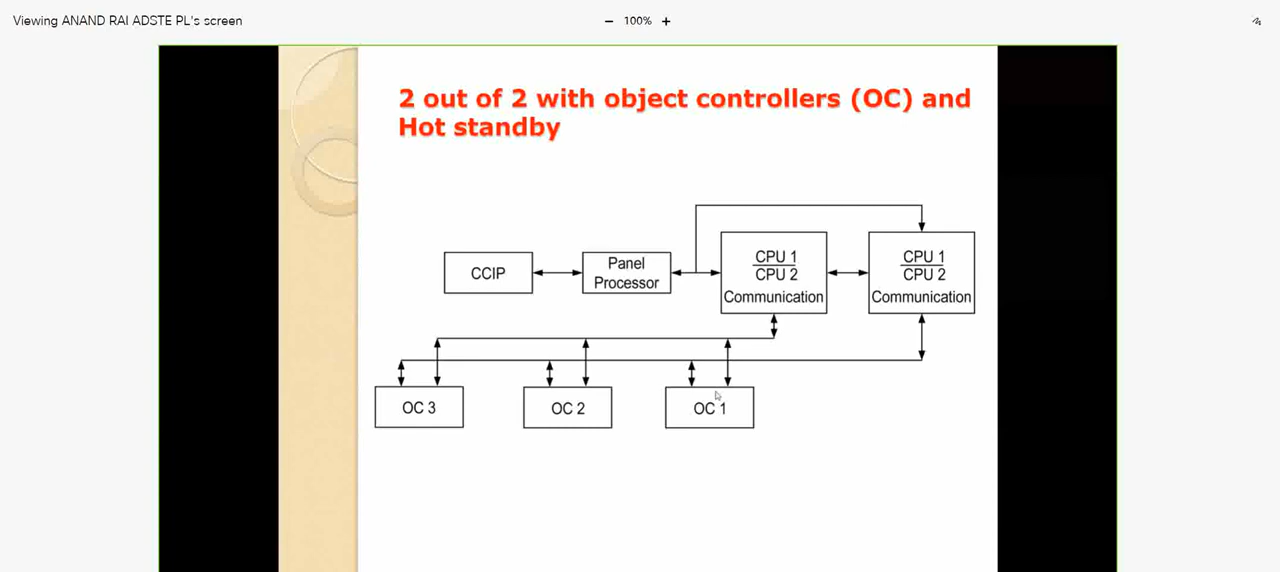 Viewing ANAND RAI ADSTE PL's screen
100%
2 out of 2 with object controllers (OC) and
Hot standby
CCIP
Panel
Processor
CPU 1
CPU 2
Communication
CPU 1
CPU 2
Communication
OC 3
OC 2
OC 1